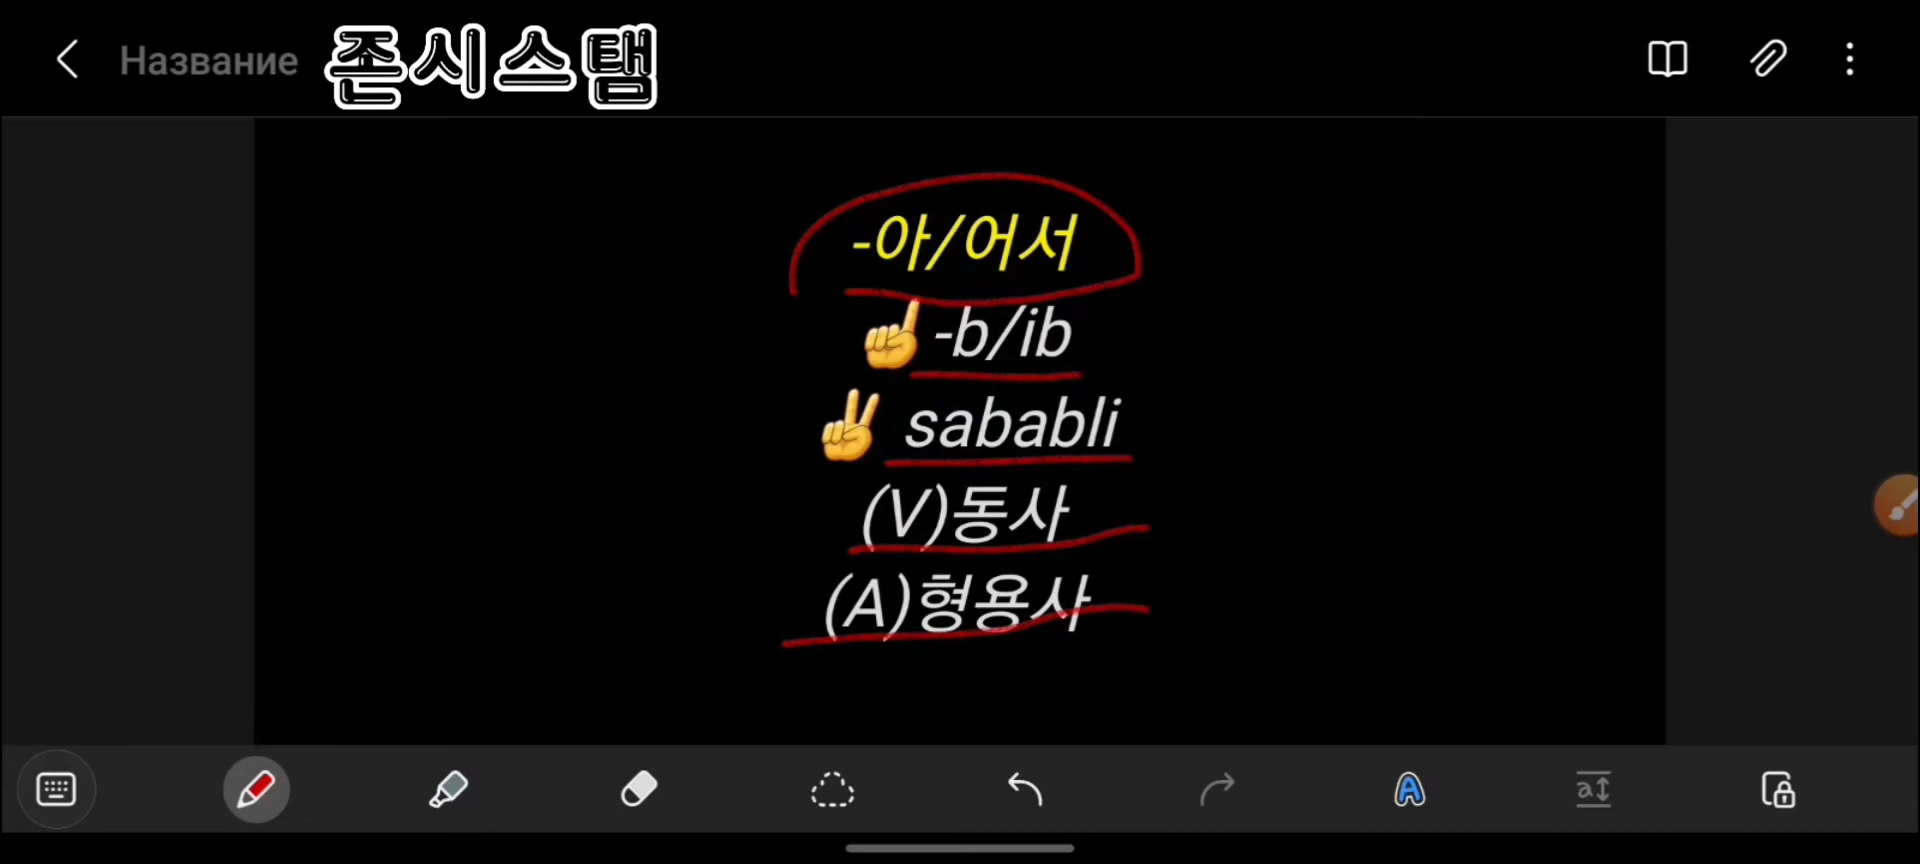 Название 존시스탬
-아/어서
☝-b/ib
✌ sababli
(V)동사
(A)형용사